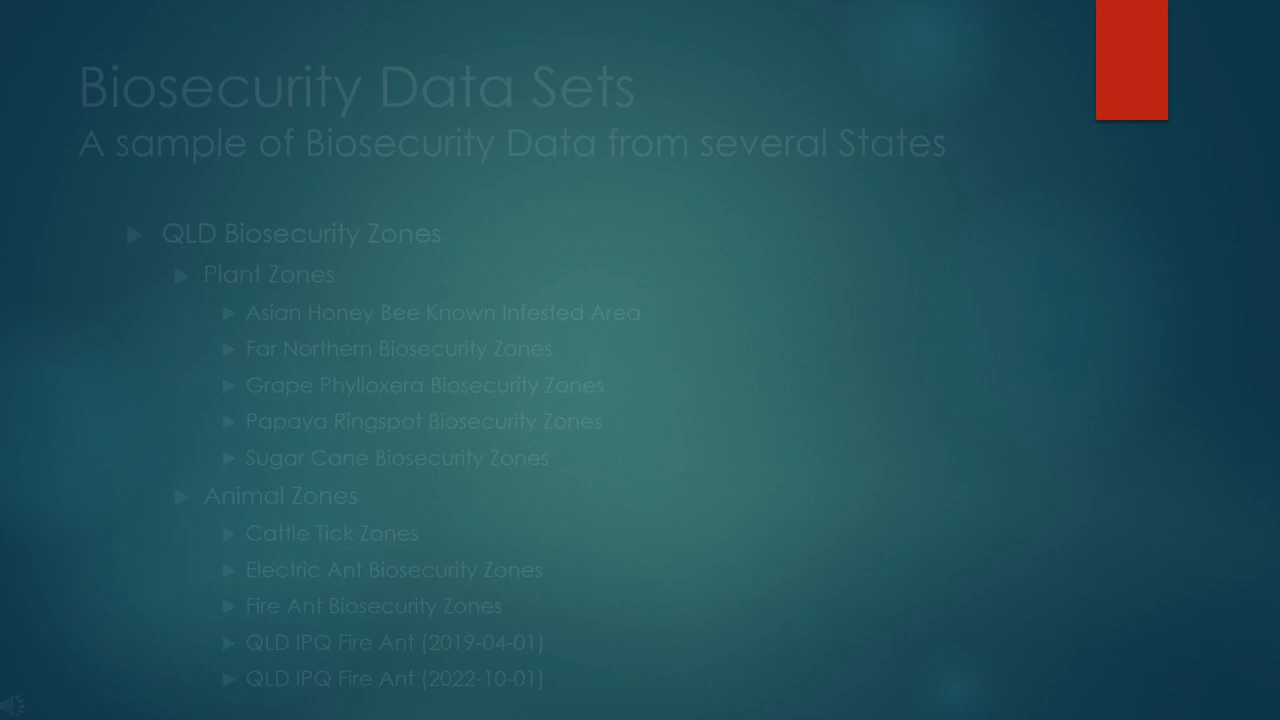 Biosecurity Data Sets
A sample of Biosecurity Data from several States
QLD Biosecurity Zones
Plant Zones
Asian Honey Bee Known Infested Area
Far Northern Biosecurity Zones
Grape Phylloxera Biosecurity Zones
Papaya Ringspot Biosecurity Zones
Sugar Cane Biosecurity Zones
Animal Zones
Cattle Tick Zones
Electric Ant Biosecurity Zones
Fire Ant Biosecurity Zones
QLD IPQ Fire Ant (2019-04-01)
QLD IPQ Fire Ant (2022-10-01)